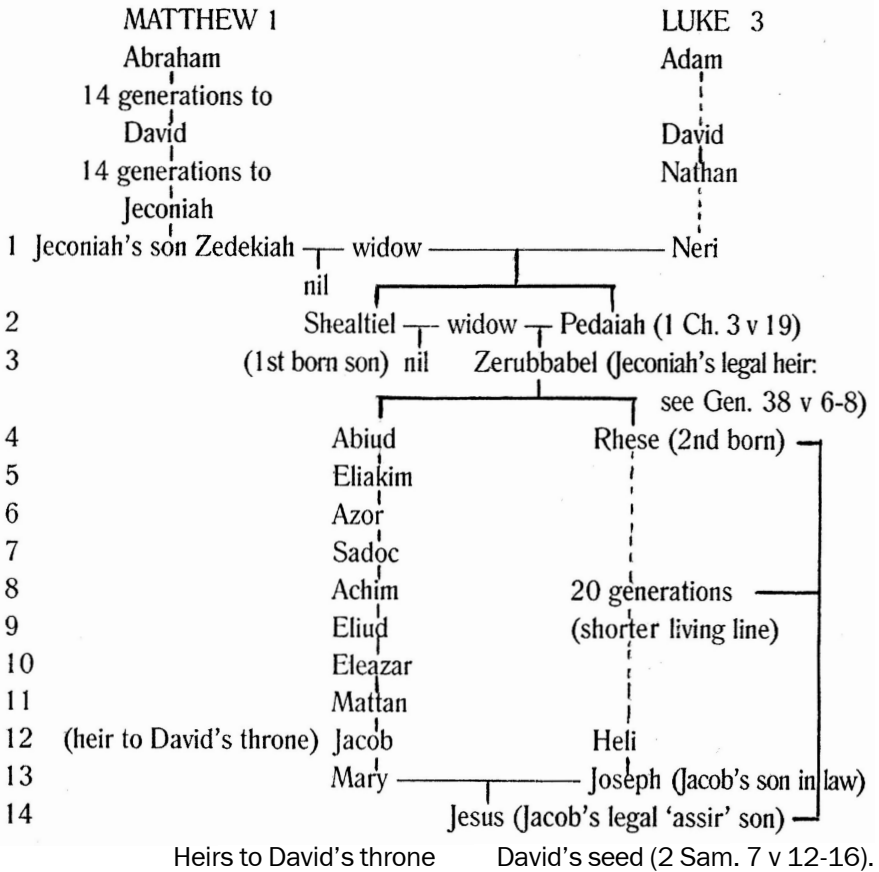 MATTHEW 1 LUKE 3
Abraham Adam
14 generations to
David David
14 generations to Nathan
Jeconiah
1 Jeconiah's son Zedekiah widow Neri
nil
2 Shealtiel widow Pedaiah (1 Ch. 3 v 19)
3 (1st born son) nil Zerubbabel (Jeconiah's legal heir:
see Gen. 38 v 6-8)
4 Abiud Rhese (2nd born)
5 Eliakim
6 Azor
7 Sadoc
8 Achim 20 generations
9 Eliud (shorter living line)
10 Eleazar
11 Mattan
12 (heir to David's throne) Jacob Heli
13 Mary Joseph (Jacob's son in law)
14 Jesus (Jacob's legal 'assir' son)
Heirs to David's throne David's seed (2 Sam. 7 v 12-16).